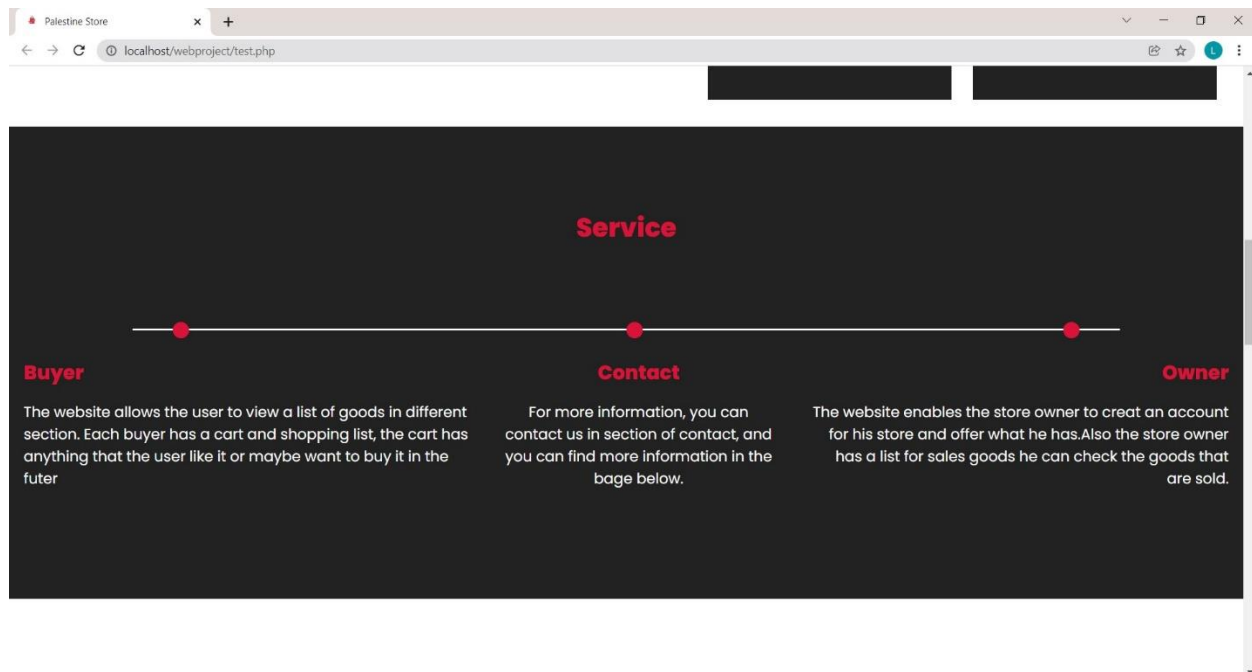 Palestine Store
localhost/webproject/test.php
L
Service
Buyer
The website allows the user to view a list of goods in different
section. Each buyer has a cart and shopping list, the cart has
anything that the user like it or maybe want to buy it in the
futer
Contact
For more information, you can
contact us in section of contact, and
you can find more information in the
bage below.
Owner
The website enables the store owner to creat an account
for his store and offer what he has.Also the store owner
has a list for sales goods he can check the goods that
are sold.